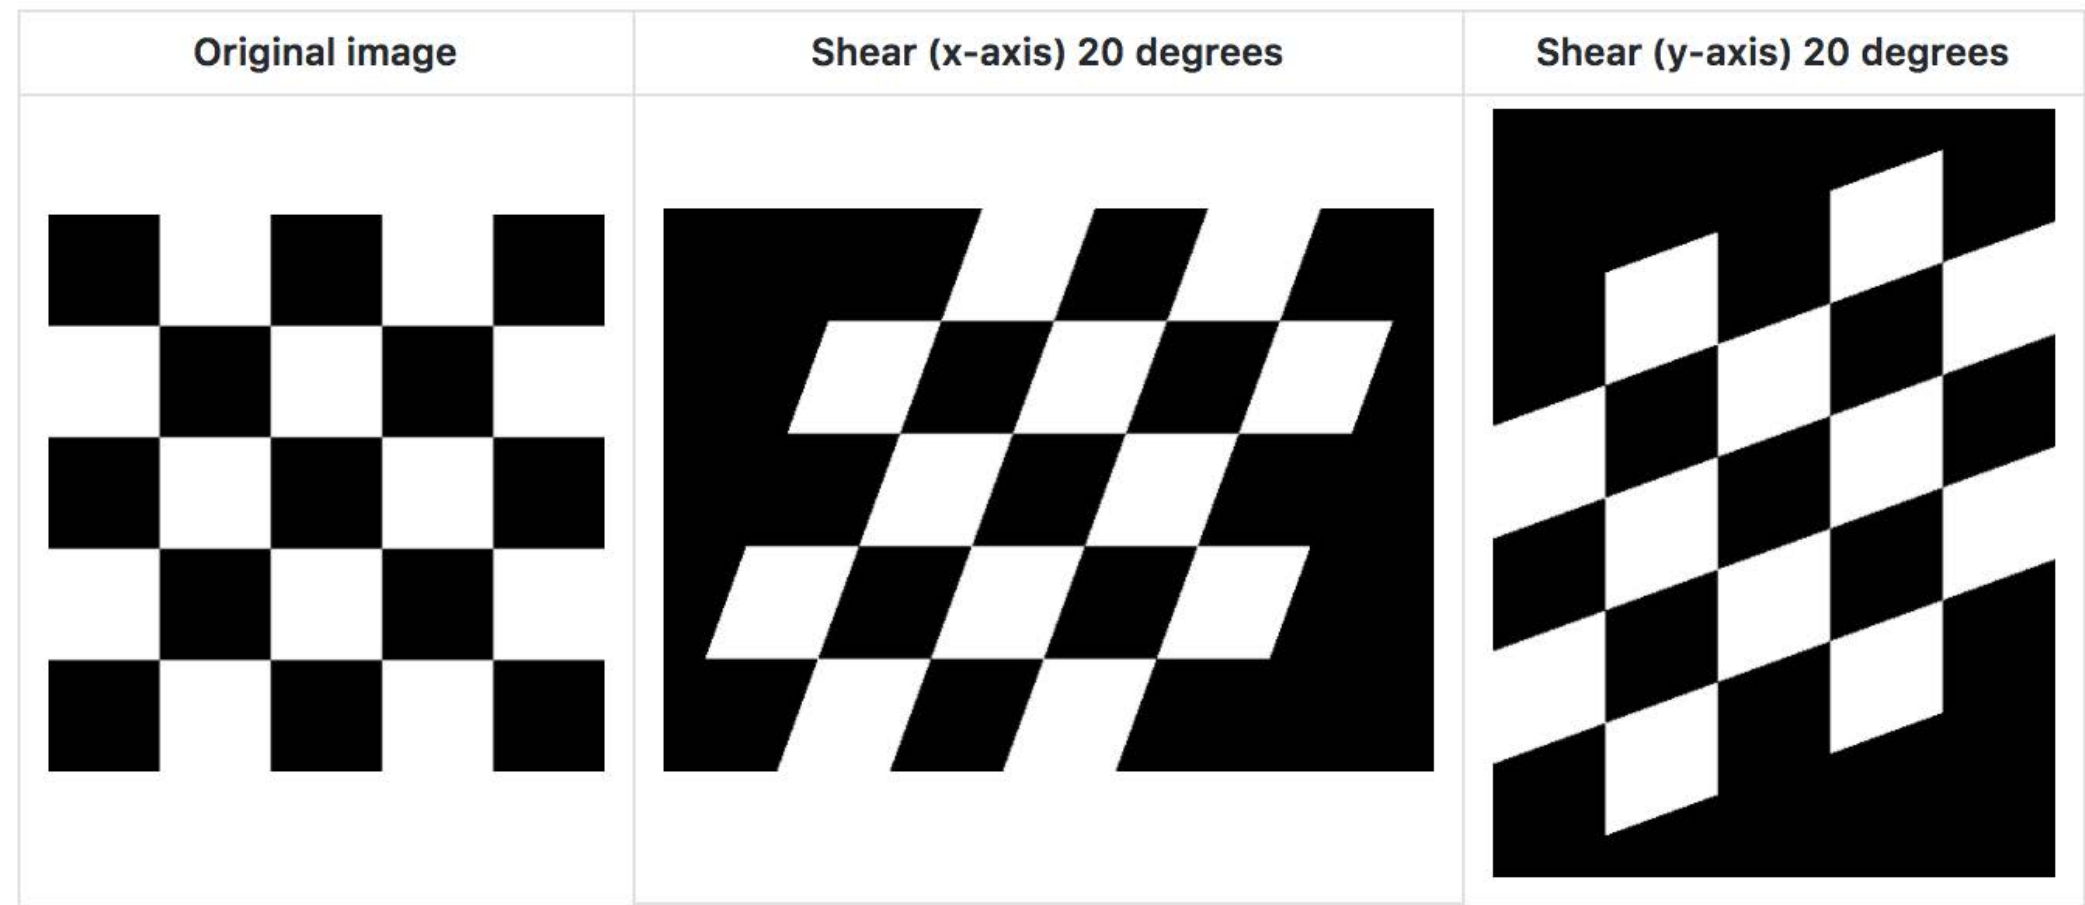 Original image
Shear (x-axis) 20 degrees
Shear (y-axis) 20 degrees